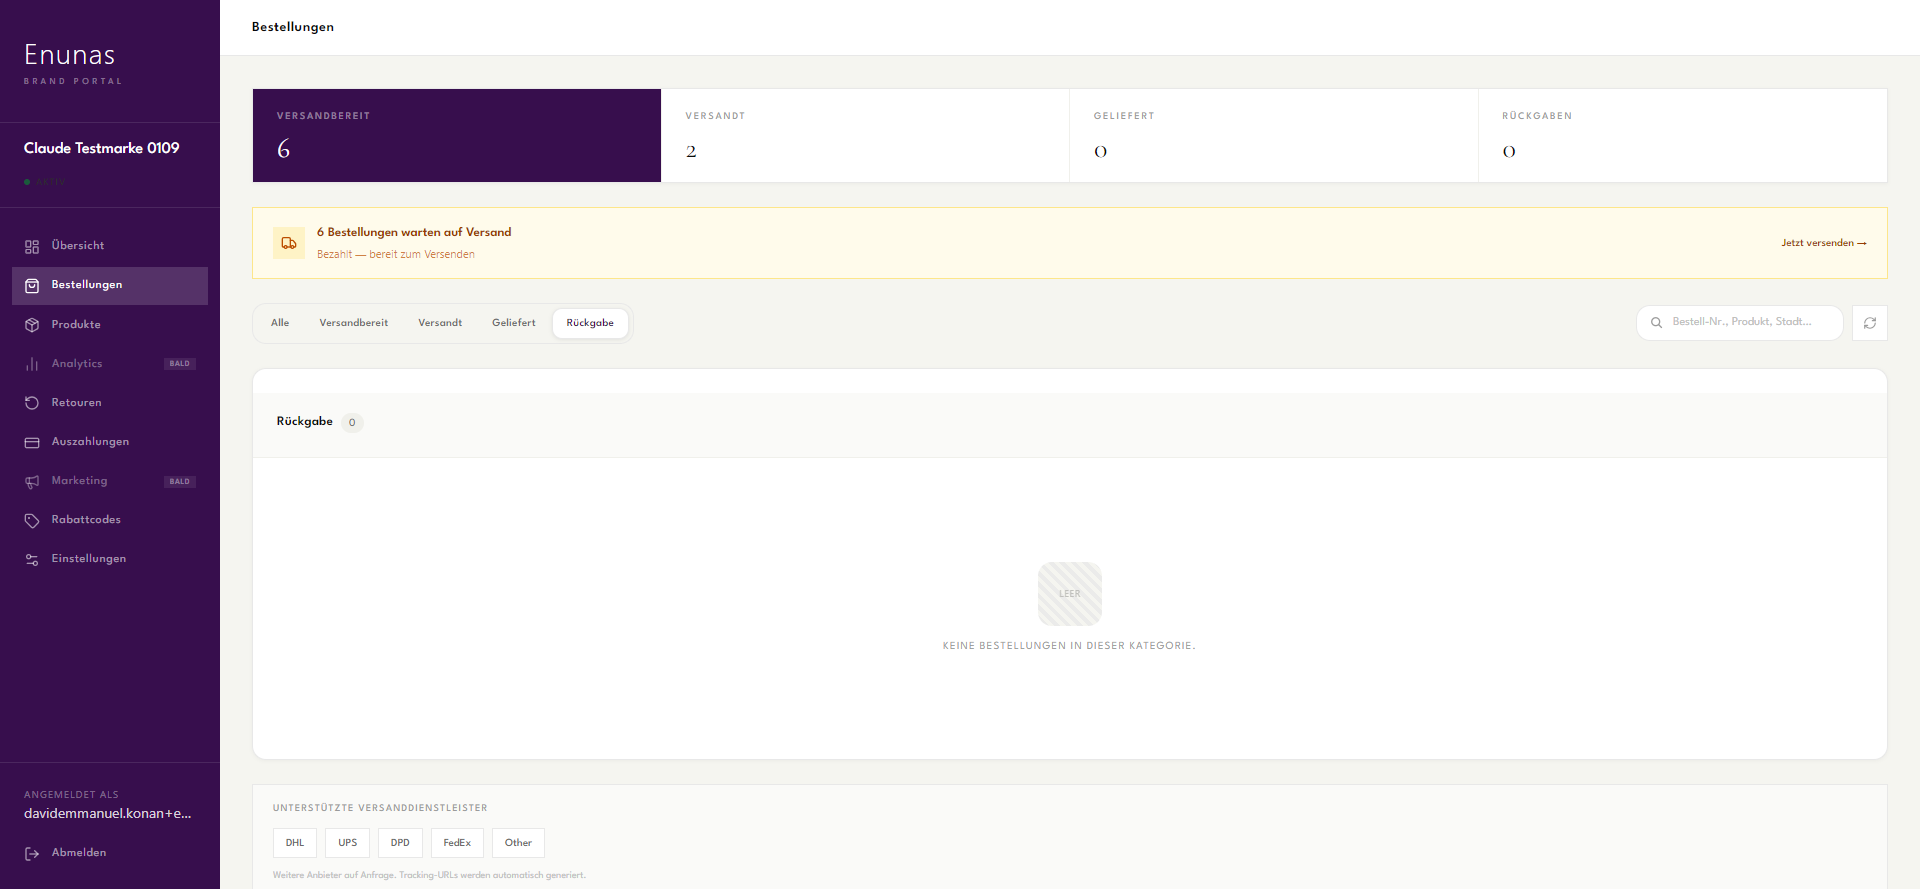 Enunas
BRAND PORTAL
Claude Testmarke 0109
AKTIV
Übersicht
Bestellungen
Produkte
Analytics BALD
Retouren
Auszahlungen
Marketing BALD
Rabattcodes
Einstellungen
ANGEMELDET ALS
davidemmanuel.konan+e...
Abmelden
Bestellungen
VERSANDBEREIT
6
VERSANDT
2
GELIEFERT
0
RÜCKGABEN
0
6 Bestellungen warten auf Versand
Bezahlt — bereit zum Versenden
Jetzt versenden →
Alle Versandbereit Versandt Geliefert Rückgabe
Bestell-Nr., Produkt, Stadt...
Rückgabe 0
LEER
KEINE BESTELLUNGEN IN DIESER KATEGORIE.
UNTERSTÜTZTE VERSANDDIENSTLEISTER
DHL UPS DPD FedEx Other
Weitere Anbieter auf Anfrage. Tracking-URLs werden automatisch generiert.